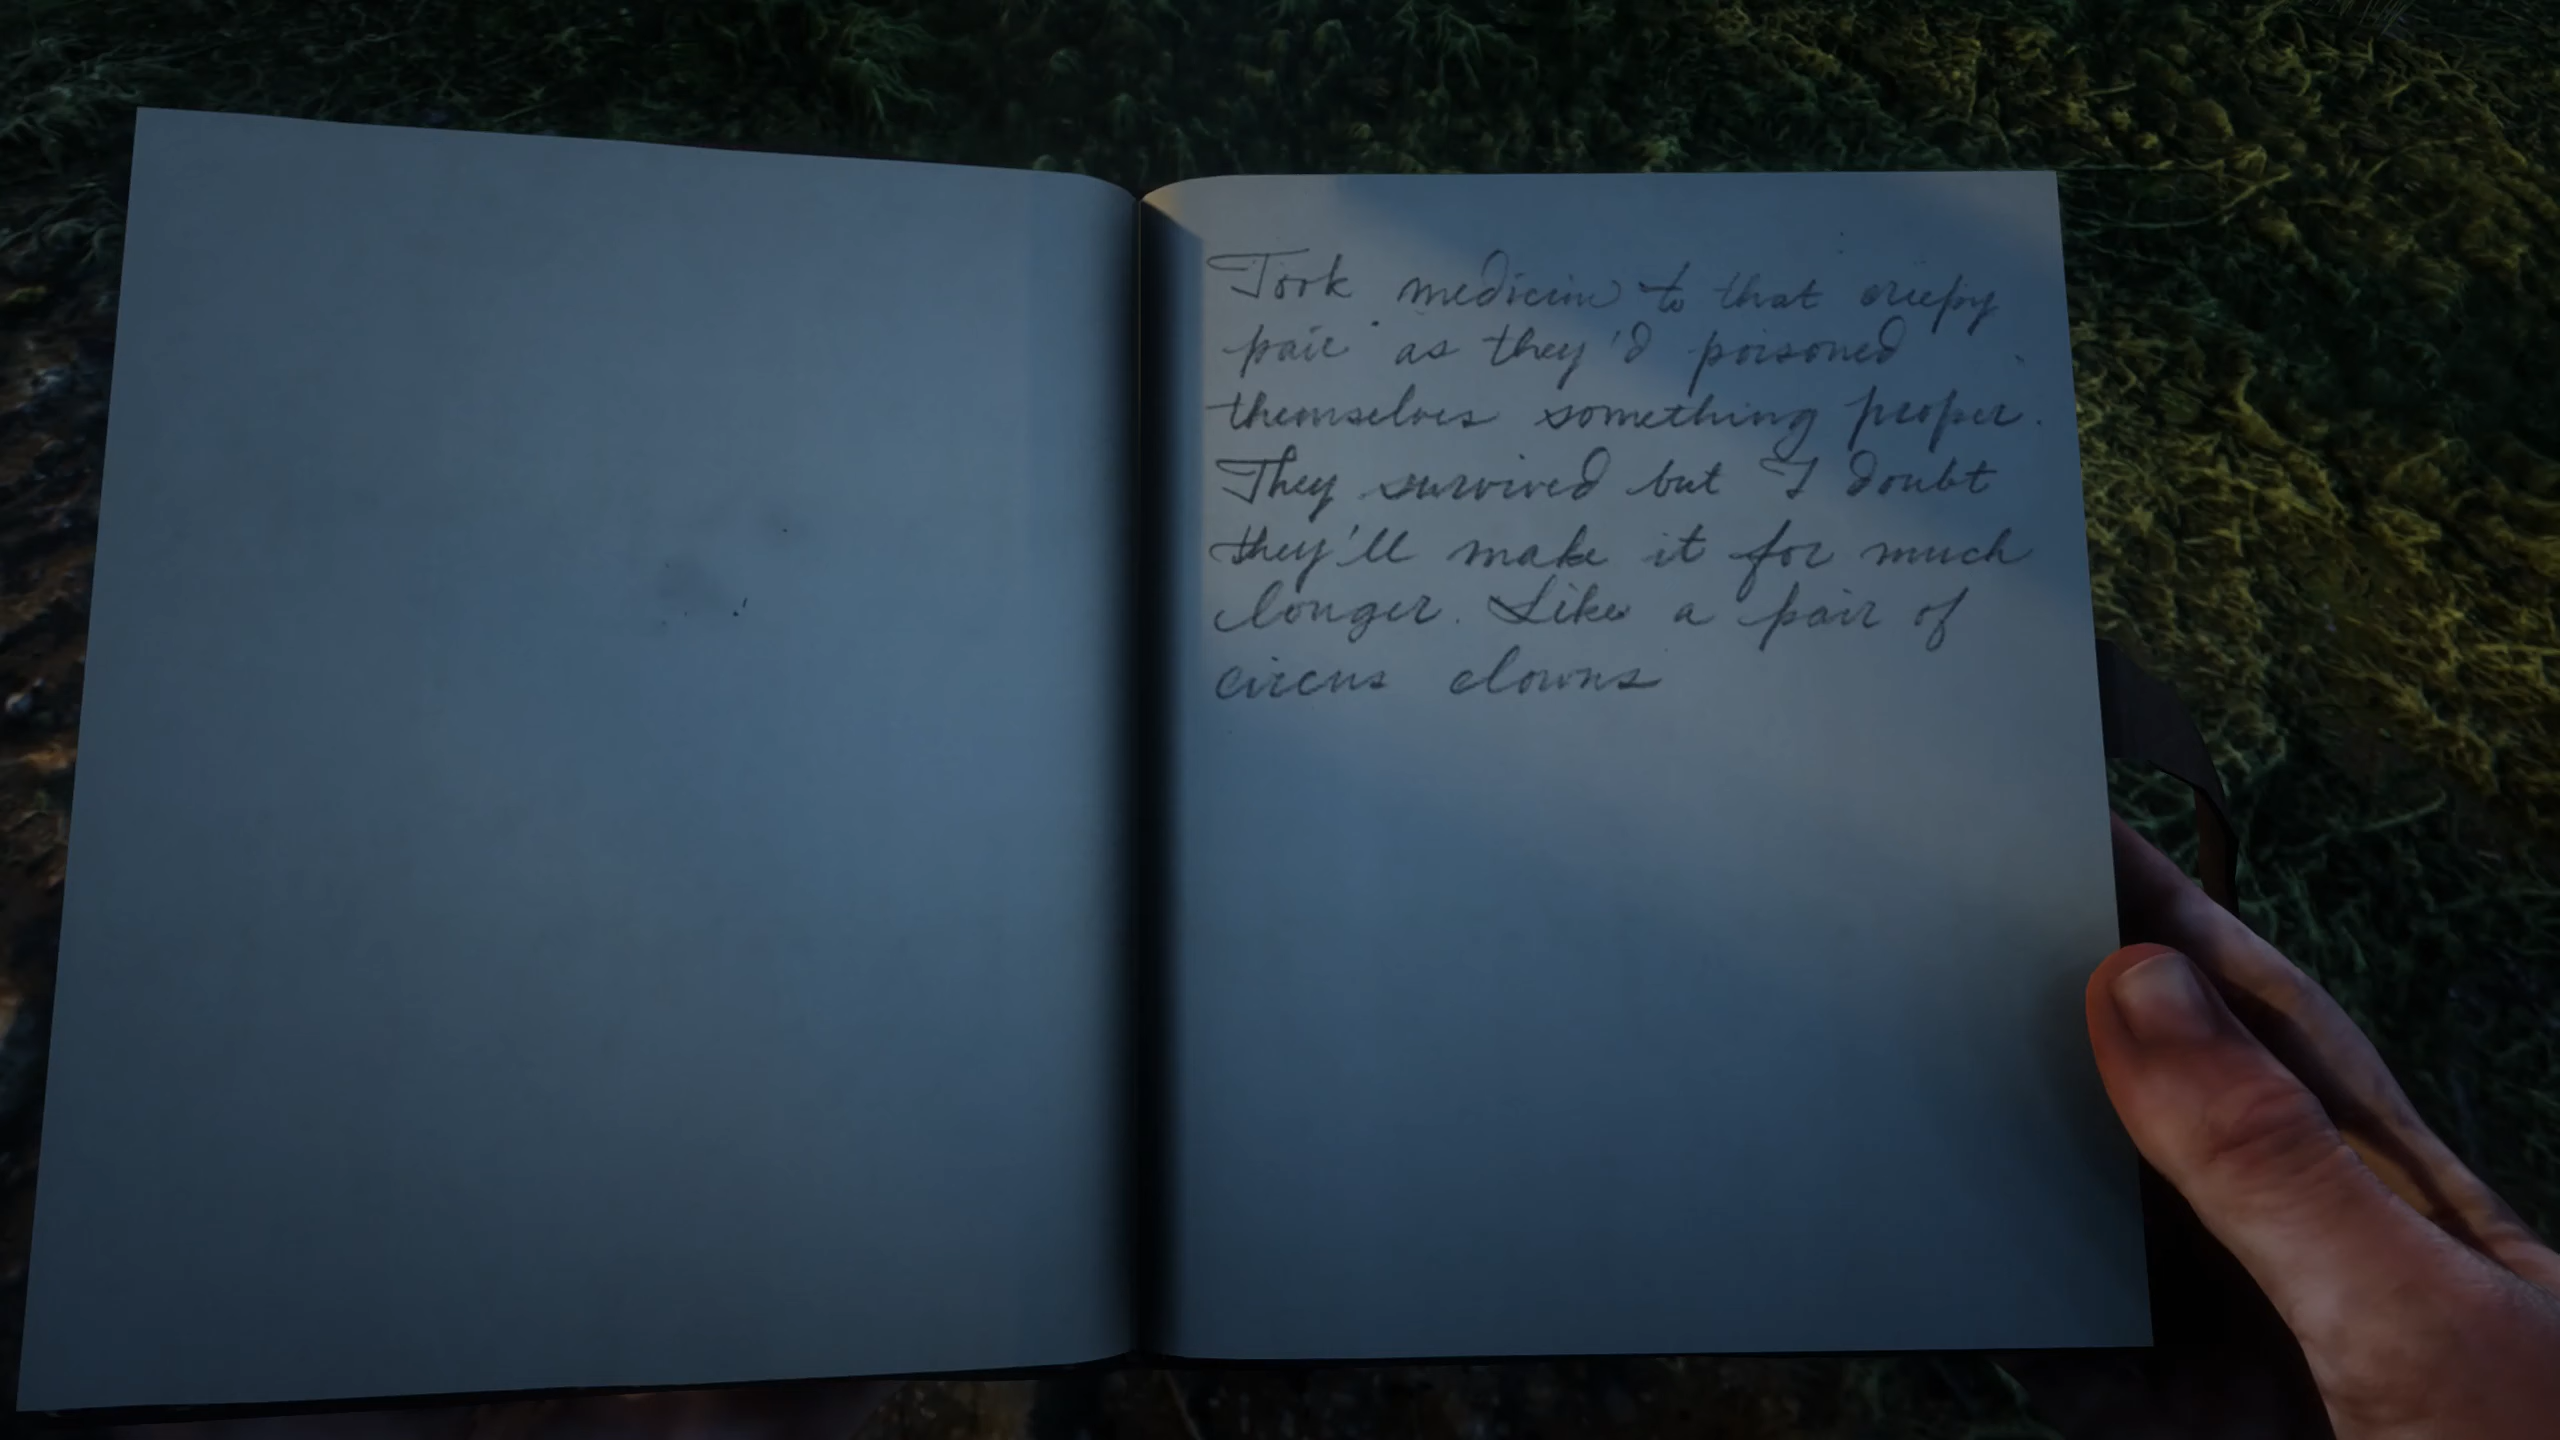 Took medicine to that creepy
pair as they'd poisoned
themselves something proper.
They survived but I doubt
they'll make it for much
longer. Like a pair of
circus clowns